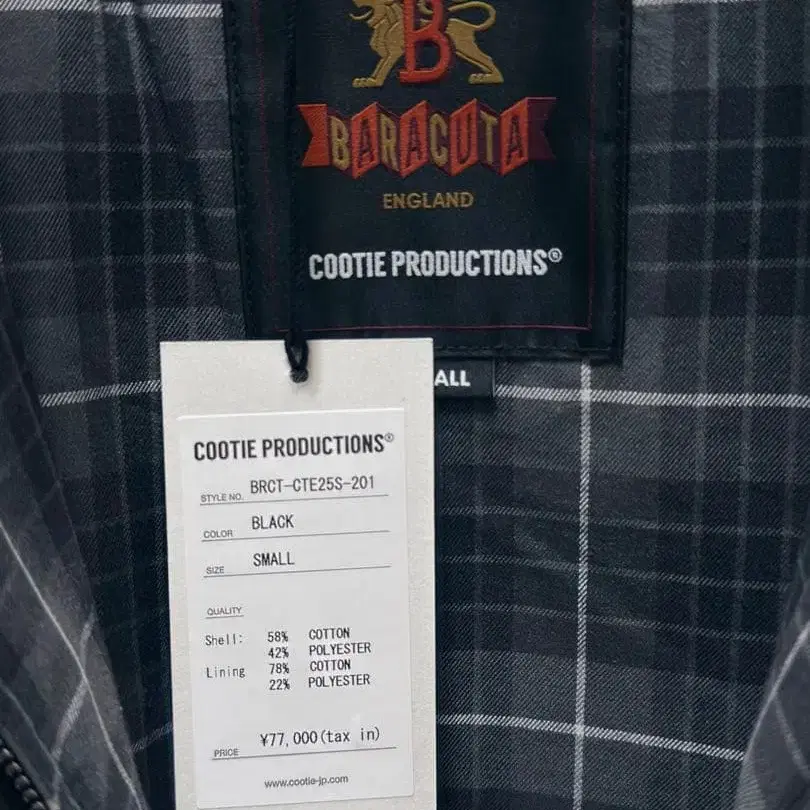 B
BARACUTA
ENGLAND
COOTIE PRODUCTIONS®
ALL
COOTIE PRODUCTIONS®
STYLE NO. BRCT-CTE25S-201
COLOR BLACK
SIZE SMALL
QUALITY
Shell: 58% COTTON
42% POLYESTER
Lining 78% COTTON
22% POLYESTER
PRICE ¥77,000(tax in)
www.cootie-jp.com